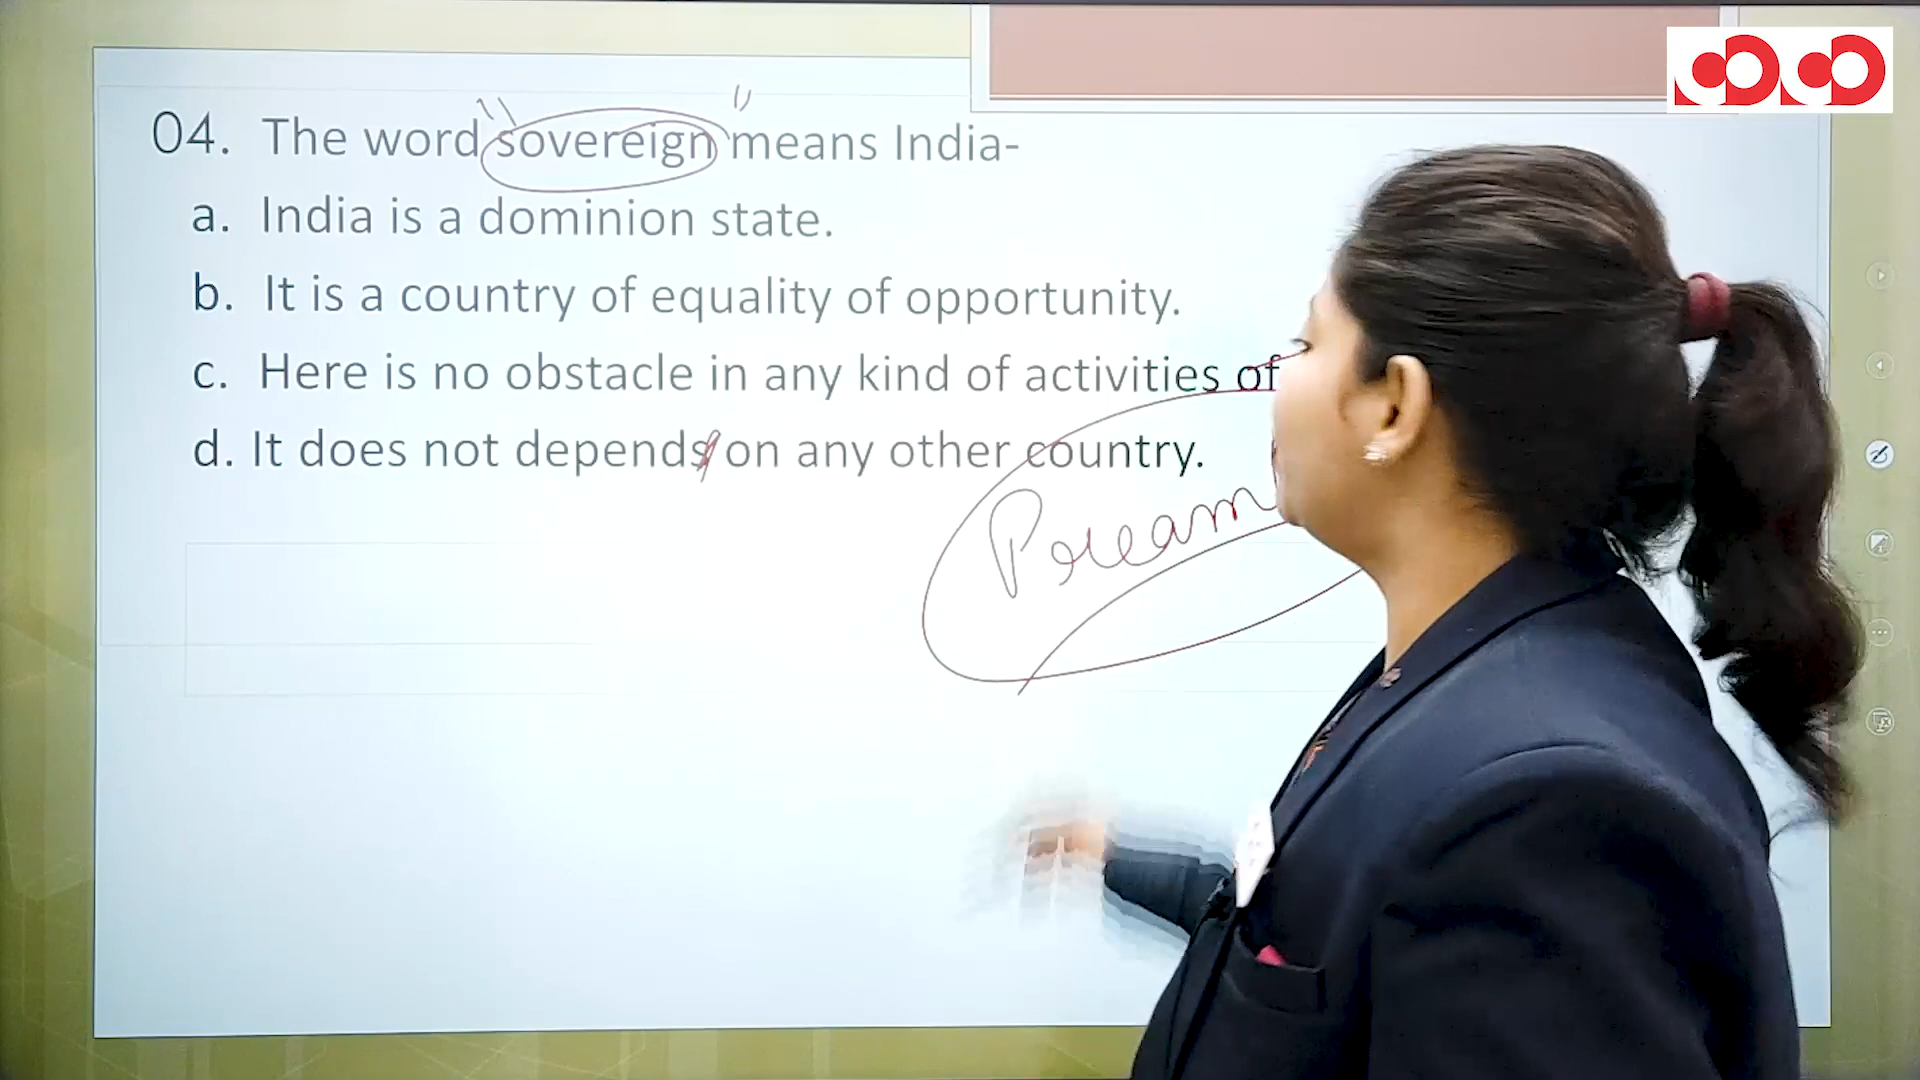 04. The word sovereign means India-
a. India is a dominion state.
b. It is a country of equality of opportunity.
c. Here is no obstacle in any kind of activities of
d. It does not depends on any other country.
Pream